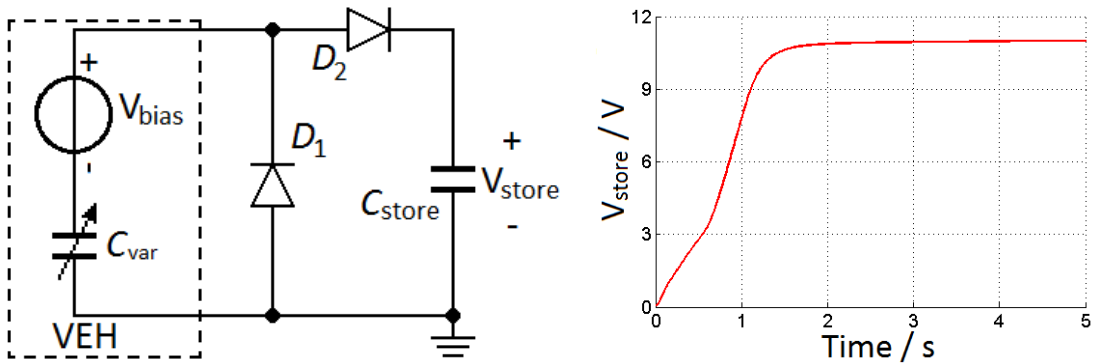 +
Vbias
-
Cvar
VEH
D1
D2
Cstore
+
Vstore
-
Vstore / V
12
9
6
3
0
0 1 2 3 4 5
Time / s